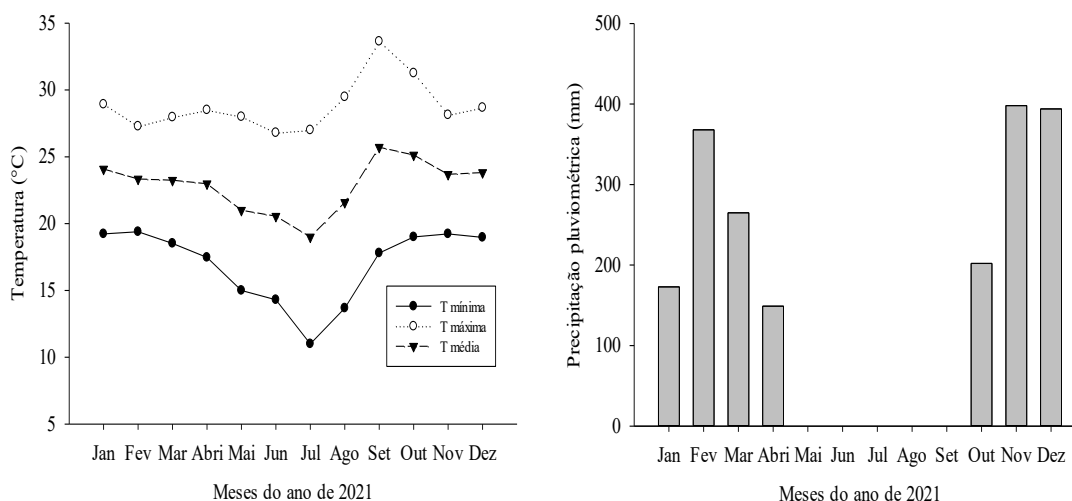 35
30
25
20
15
10
5
Temperatura (°C)
T mínima
T máxima
T média
Jan Fev Mar Abri Mai Jun Jul Ago Set Out Nov Dez
Meses do ano de 2021
500
400
300
200
100
0
Precipitação pluviométrica (mm)
Jan Fev Mar Abri Mai Jun Jul Ago Set Out Nov Dez
Meses do ano de 2021